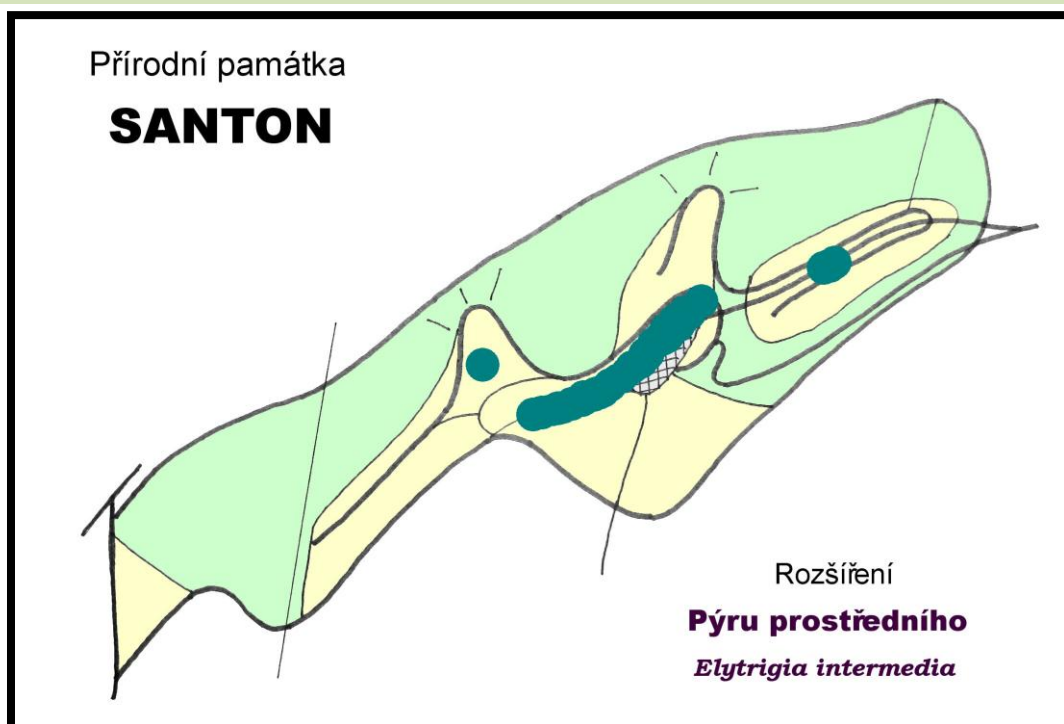 Přírodní památka
SANTON
Rozšíření
Pýru prostředního
Elytrigia intermedia